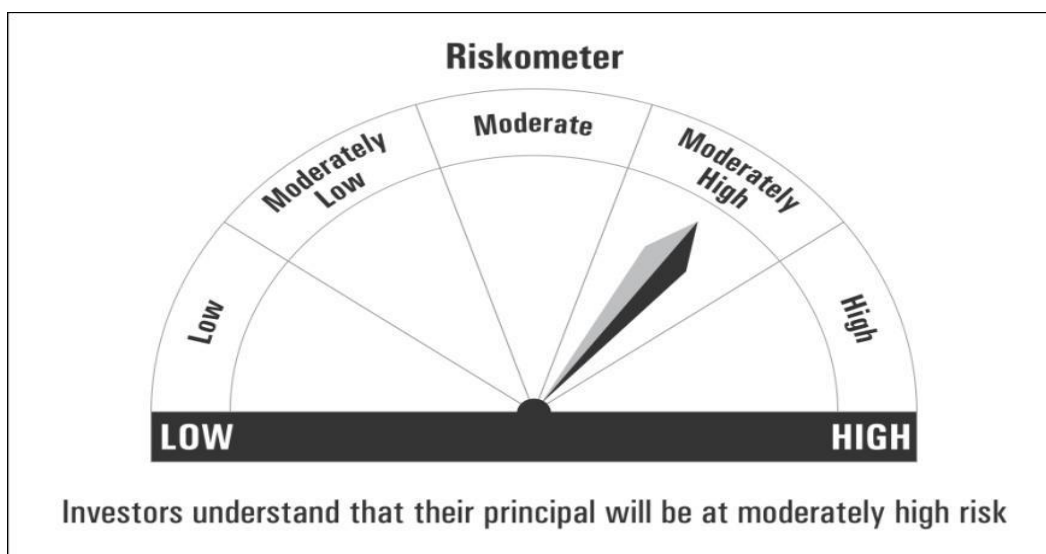 Riskometer
Low
Moderately
Low
Moderate
Moderately
High
High
LOW
HIGH
Investors understand that their principal will be at moderately high risk